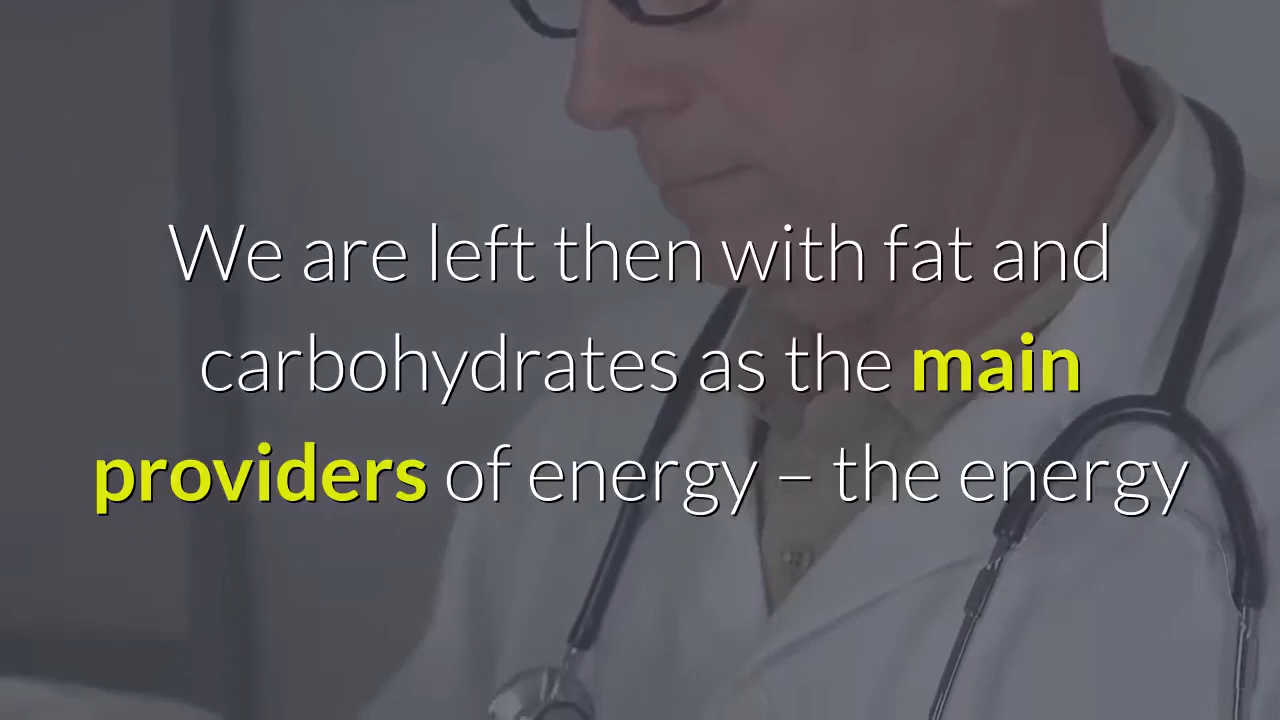 We are left then with fat and
carbohydrates as the main
providers of energy – the energy